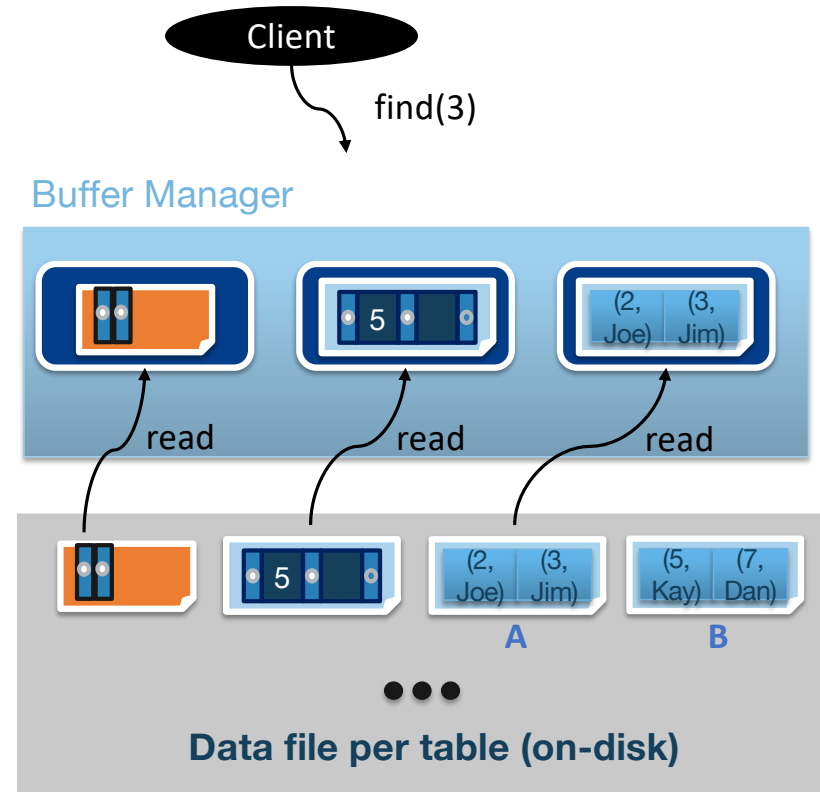 Client
find(3)
Buffer Manager
5
(2,
Joe)
(3,
Jim)
read
read
read
5
(2,
Joe)
(3,
Jim)
(5,
Kay)
(7,
Dan)
A
B
Data file per table (on-disk)